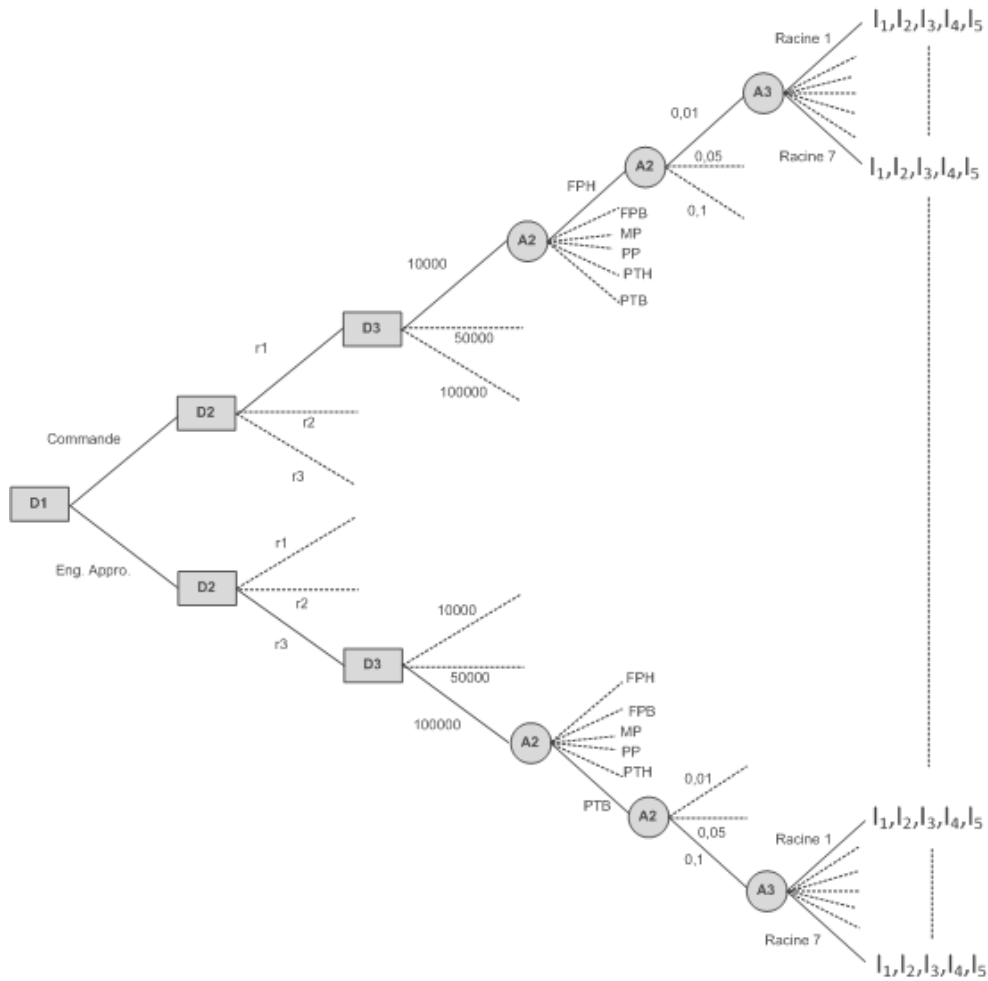 I₁,I₂,I₃,I₄,I₅
Racine 1
A3
0,01
Racine 7
0,05
I₁,I₂,I₃,I₄,I₅
A2
FPH
0,1
FPB
MP
A2
PP
10000
PTH
PTB
D3
50000
r1
100000
D2
r2
Commande
r3
D1
r1
Eng. Appro.
D2
r2
10000
r3
D3
50000
FPH
100000
FPB
MP
A2
PP
PTH
0,01
PTB
A2
I₁,I₂,I₃,I₄,I₅
0,05
Racine 1
0,1
A3
Racine 7
I₁,I₂,I₃,I₄,I₅